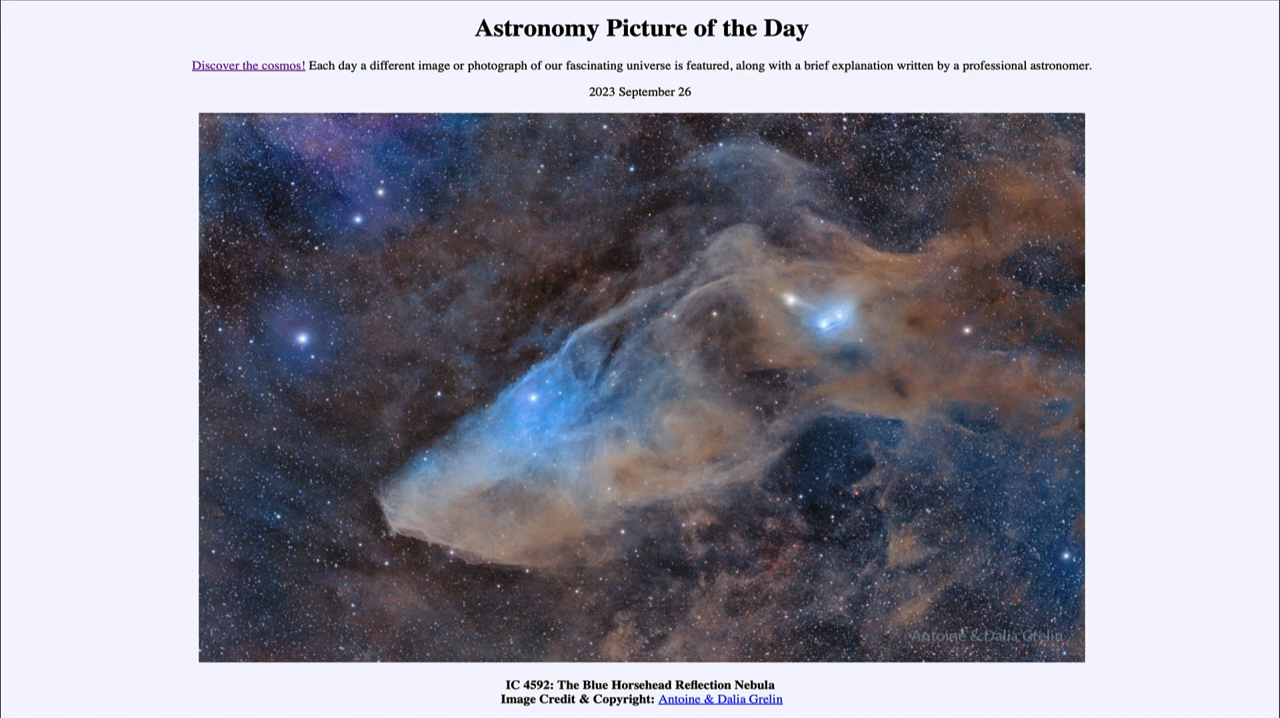 Astronomy Picture of the Day
Discover the cosmos! Each day a different image or photograph of our fascinating universe is featured, along with a brief explanation written by a professional astronomer.
2023 September 26
Antoine & Dalia Grelin
IC 4592: The Blue Horsehead Reflection Nebula
Image Credit & Copyright: Antoine & Dalia Grelin